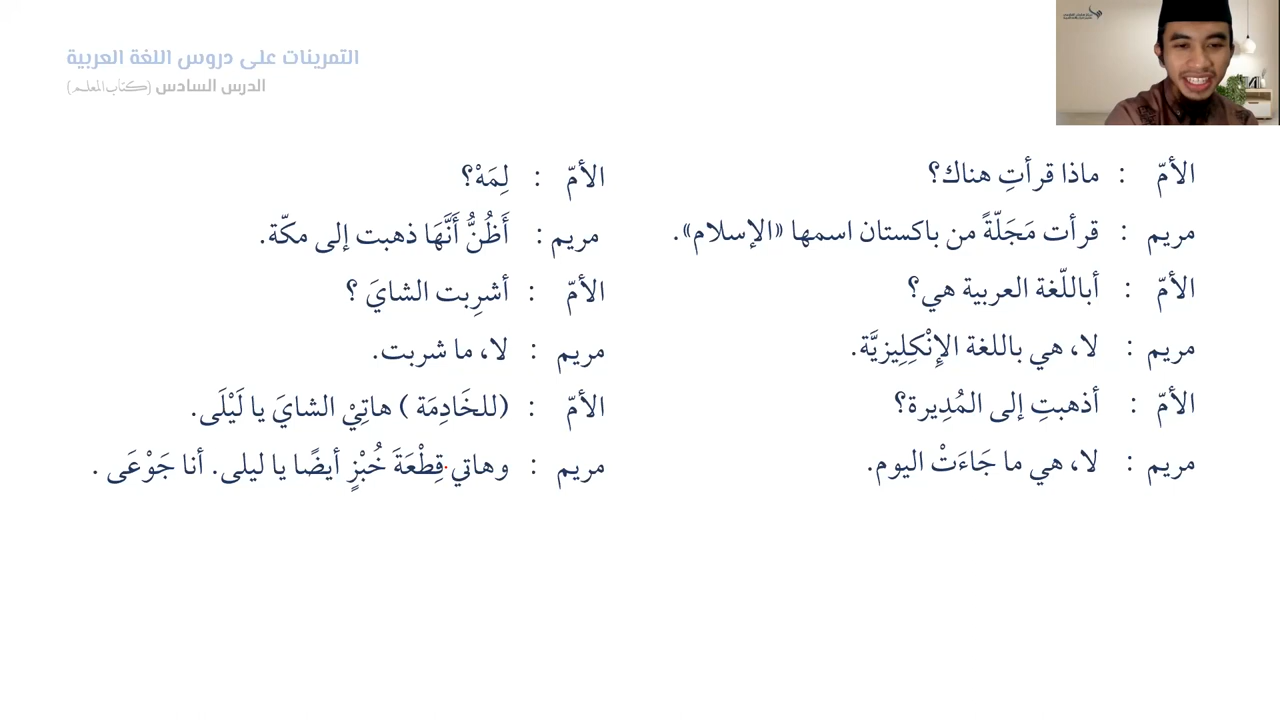 التمرينات على دروس اللغة العربية
الدرس السادس (كتاب المعلم)
الأمّ : ماذا قرأتِ هناك؟
مريم : قرأت مَجَلّةً من باكستان اسمها «الإسلام».
الأمّ : أباللّغة العربية هي؟
مريم : لا، هي باللغة الإِنْكِلِيزيَّة.
الأمّ : أذهبتِ إلى المُدِيرة؟
مريم : لا، هي ما جَاءَتْ اليوم.
الأمّ : لِمَهْ؟
مريم : أَظُنُّ أَنَّهَا ذهبت إلى مكّة.
الأمّ : أشرِبت الشايَ ؟
مريم : لا، ما شربت.
الأمّ : (للخَادِمَة ) هاتِيْ الشايَ يا لَيْلَى.
مريم : وهاتي قِطْعَةَ خُبْزٍ أيضًا يا ليلى. أنا جَوْعَى .